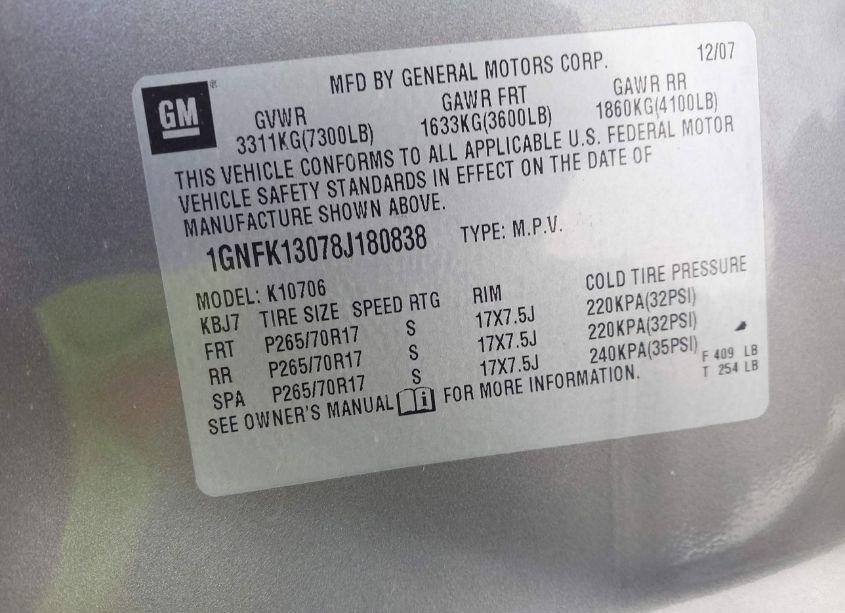 12/07
GM
MFD BY GENERAL MOTORS CORP.
GVWR GAWR FRT GAWR RR
3311KG(7300LB) 1633KG(3600LB) 1860KG(4100LB)
THIS VEHICLE CONFORMS TO ALL APPLICABLE U.S. FEDERAL MOTOR
VEHICLE SAFETY STANDARDS IN EFFECT ON THE DATE OF
MANUFACTURE SHOWN ABOVE.
1GNFK13078J180838 TYPE: M.P.V.
MODEL: K10706
KBJ7 TIRE SIZE SPEED RTG RIM COLD TIRE PRESSURE
FRT P265/70R17 S 17X7.5J 220KPA(32PSI)
RR P265/70R17 S 17X7.5J 220KPA(32PSI)
SPA P265/70R17 S 17X7.5J 240KPA(35PSI)
SEE OWNER'S MANUAL i FOR MORE INFORMATION.
F 409 LB
T 254 LB